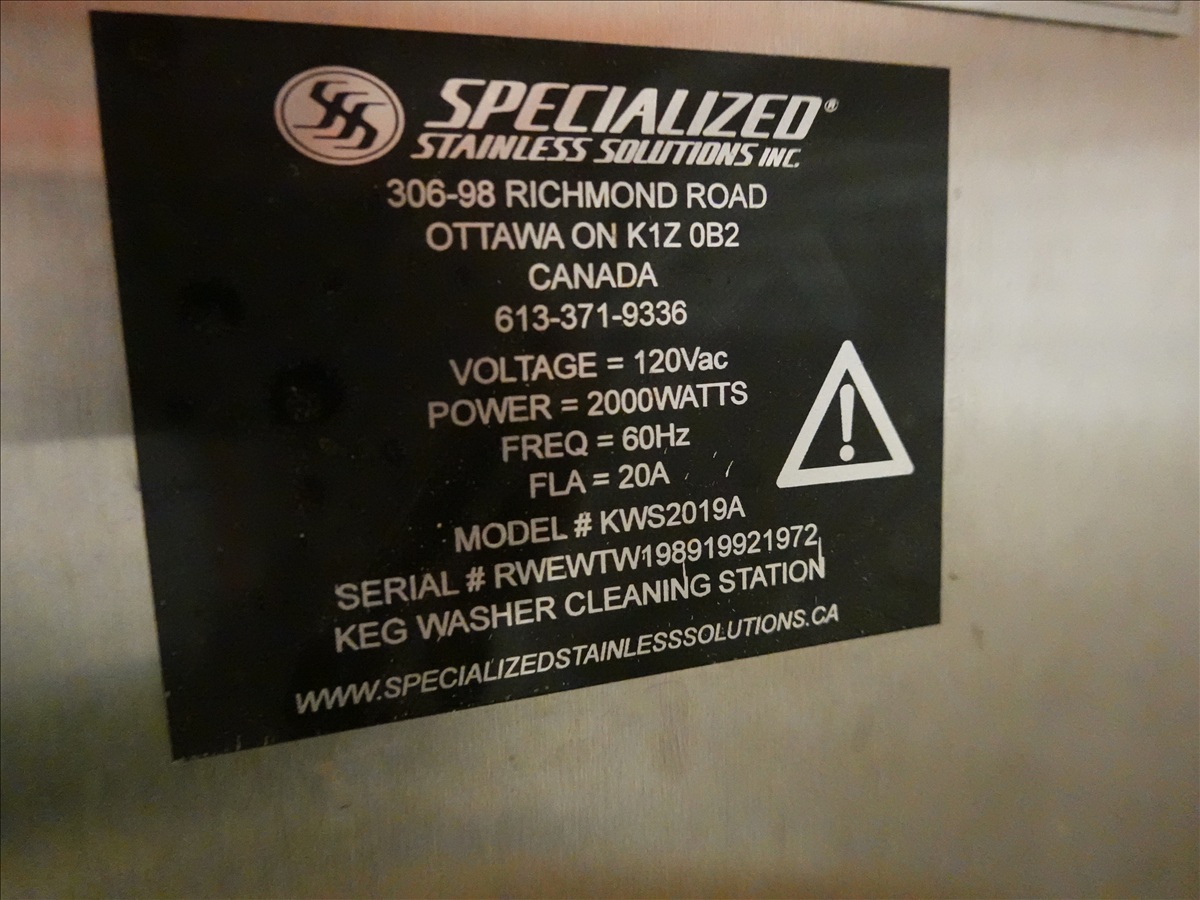 SSS SPECIALIZED®
STAINLESS SOLUTIONS INC.
306-98 RICHMOND ROAD
OTTAWA ON K1Z 0B2
CANADA
613-371-9336
VOLTAGE = 120Vac
POWER = 2000WATTS
FREQ = 60Hz
FLA = 20A
MODEL # KWS2019A
SERIAL # RWEWTW198919921972
KEG WASHER CLEANING STATION
WWW.SPECIALIZEDSTAINLESSSOLUTIONS.CA
!